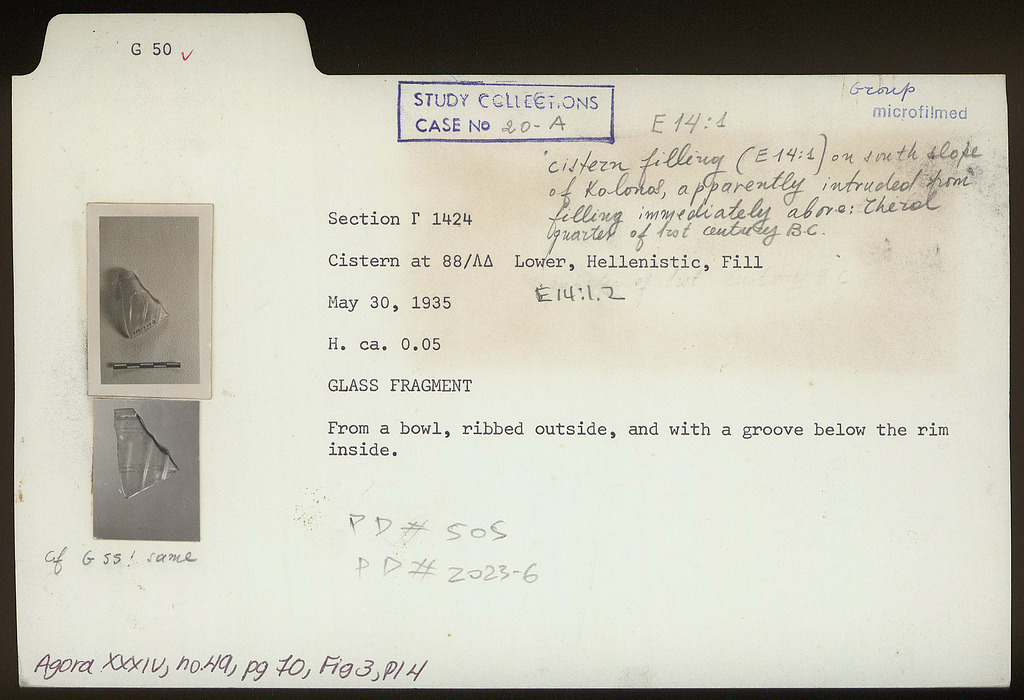 G 50 ✓
STUDY COLLECTIONS
CASE No 20-A
Group
microfilmed
E 14:1
cistern filling (E 14:1) on south slope
of Kolonos, apparently intruded from
filling immediately above: Therd
quarter of 1st century B.C.
Section Γ 1424
Cistern at 88/ΛΔ Lower, Hellenistic, Fill
E14:1.2
May 30, 1935
H. ca. 0.05
GLASS FRAGMENT
From a bowl, ribbed outside, and with a groove below the rim
inside.
PD # 505
PD # 2023-6
cf G 55! same
Agora XXXIV, no.49, pg 70, Fig 3, Pl 4